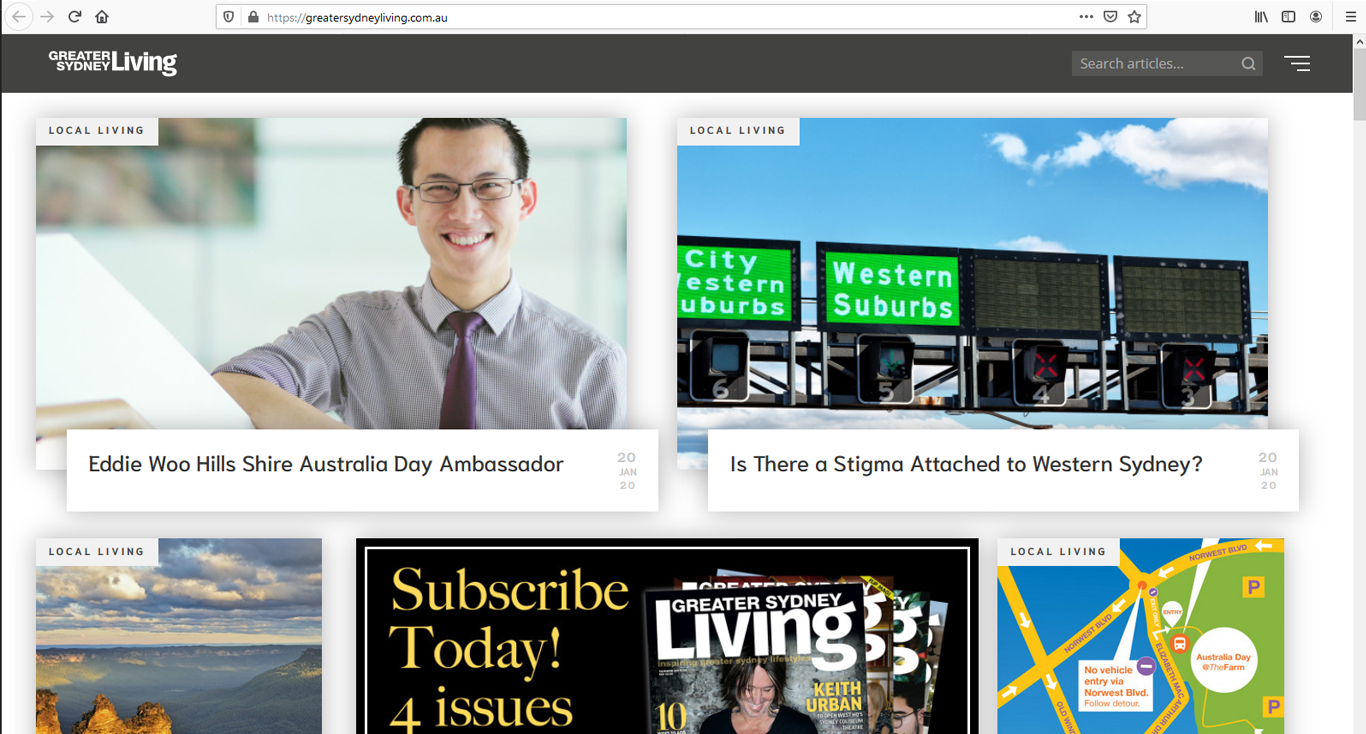 https://greatersydneyliving.com.au
GREATER
SYDNEY Living
Search articles...
LOCAL LIVING
LOCAL LIVING
City
estern
uburbs
Western
Suburbs
6
5
4
3
Eddie Woo Hills Shire Australia Day Ambassador
20
JAN
20
Is There a Stigma Attached to Western Sydney?
20
JAN
20
LOCAL LIVING
Subscribe
Today!
4 issues
GREATER SYDNEY
Living
inspiring greater sydney lifestyles
KEITH
URBAN
10
LOCAL LIVING
NORWEST BLVD
P
EXIT ONLY
ENTRY
NORWEST BLVD
Australia Day
@TheFarm
ELIZABETH MAC
No vehicle
entry via
Norwest Blvd.
Follow detour.
P
OLD WIN
ARTHUR